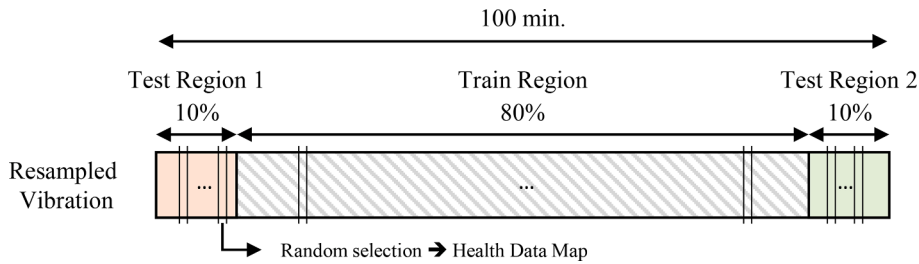 100 min.
Test Region 1 Train Region Test Region 2
10% 80% 10%
Resampled
Vibration
... ... ...
Random selection ➔ Health Data Map